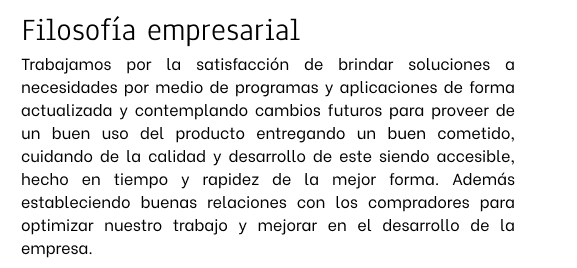 Filosofía empresarial
Trabajamos por la satisfacción de brindar soluciones a
necesidades por medio de programas y aplicaciones de forma
actualizada y contemplando cambios futuros para proveer de
un buen uso del producto entregando un buen cometido,
cuidando de la calidad y desarrollo de este siendo accesible,
hecho en tiempo y rapidez de la mejor forma. Además
estableciendo buenas relaciones con los compradores para
optimizar nuestro trabajo y mejorar en el desarrollo de la
empresa.